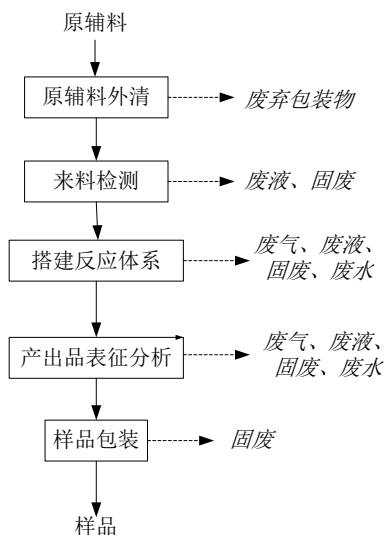 原辅料
原辅料外清
废弃包装物
来料检测
废液、固废
搭建反应体系
废气、废液、
固废、废水
产出品表征分析
废气、废液、
固废、废水
样品包装
固废
样品